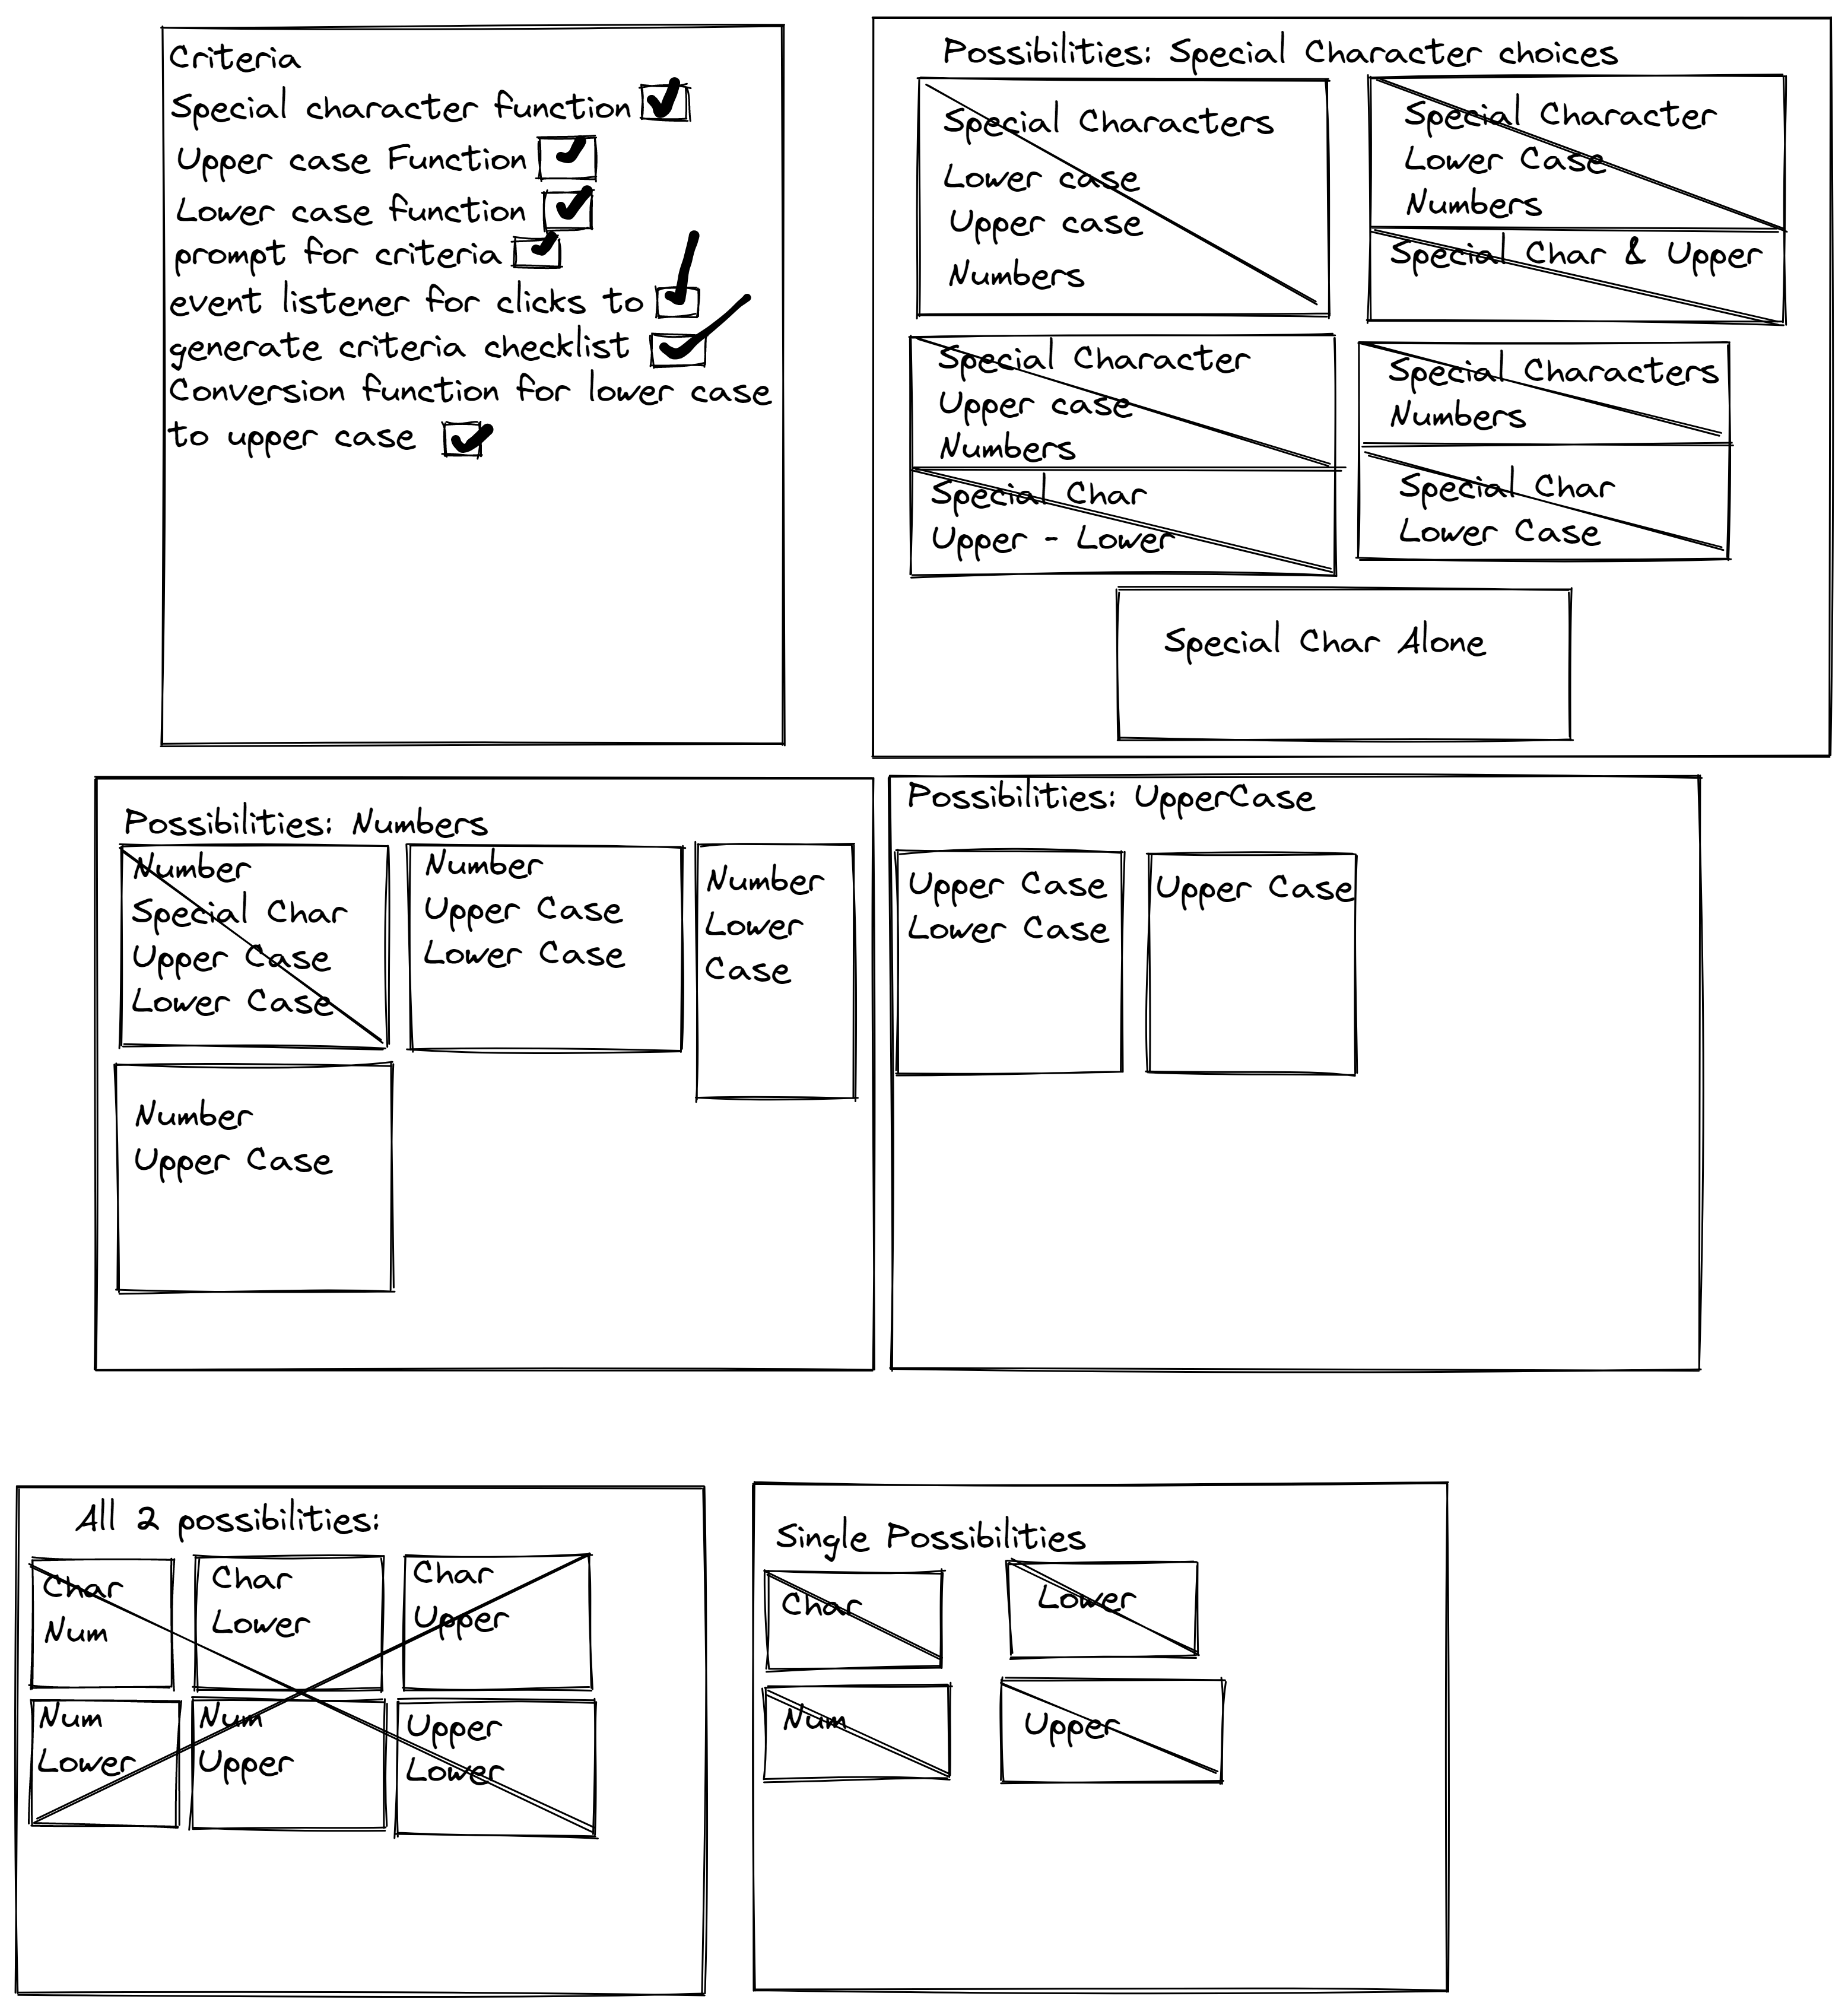 Criteria
Special character function
Upper case Function
Lower case function
prompt for criteria
event listener for clicks to
generate criteria checklist
Conversion function for lower case
to upper case
Possibilities: Special Character choices
Special Characters
Lower case
Upper case
Numbers
Special Character
Lower Case
Numbers
Special Char & Upper
Special Character
Upper case
Numbers
Special Char
Upper - Lower
Special Characters
Numbers
Special Char
Lower Case
Special Char Alone
Possibilities: Numbers
Number
Special Char
Upper Case
Lower Case
Number
Upper Case
Lower Case
Number
Lower
Case
Number
Upper Case
Possibilities: UpperCase
Upper Case
Lower Case
Upper Case
All 2 possibilities:
Char
Num
Char
Lower
Char
Upper
Num
Lower
Num
Upper
Upper
Lower
Single Possibilities
Char
Lower
Num
Upper